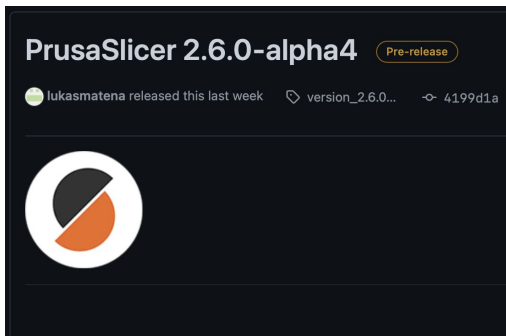 PrusaSlicer 2.6.0-alpha4 Pre-release
lukasmatena released this last week version_2.6.0... 4199d1a